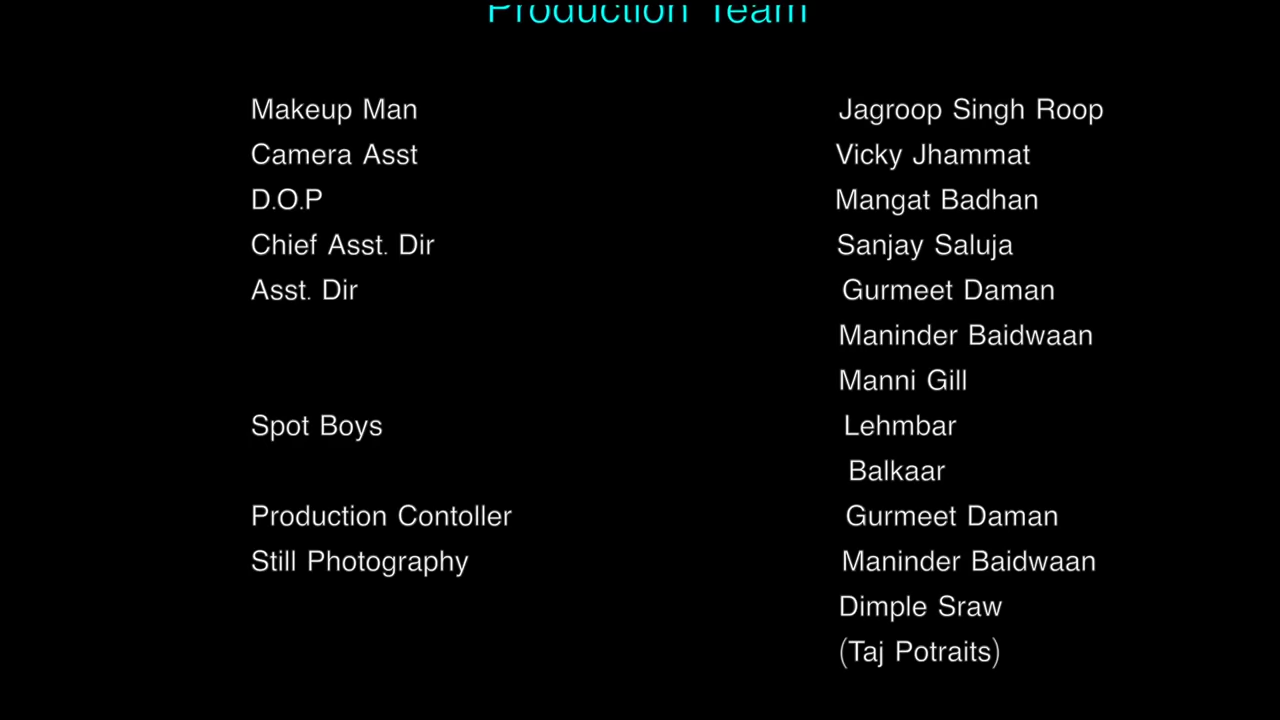 Production Team
Makeup Man Jagroop Singh Roop
Camera Asst Vicky Jhammat
D.O.P Mangat Badhan
Chief Asst. Dir Sanjay Saluja
Asst. Dir Gurmeet Daman
Maninder Baidwaan
Manni Gill
Spot Boys Lehmbar
Balkaar
Production Contoller Gurmeet Daman
Still Photography Maninder Baidwaan
Dimple Sraw
(Taj Potraits)